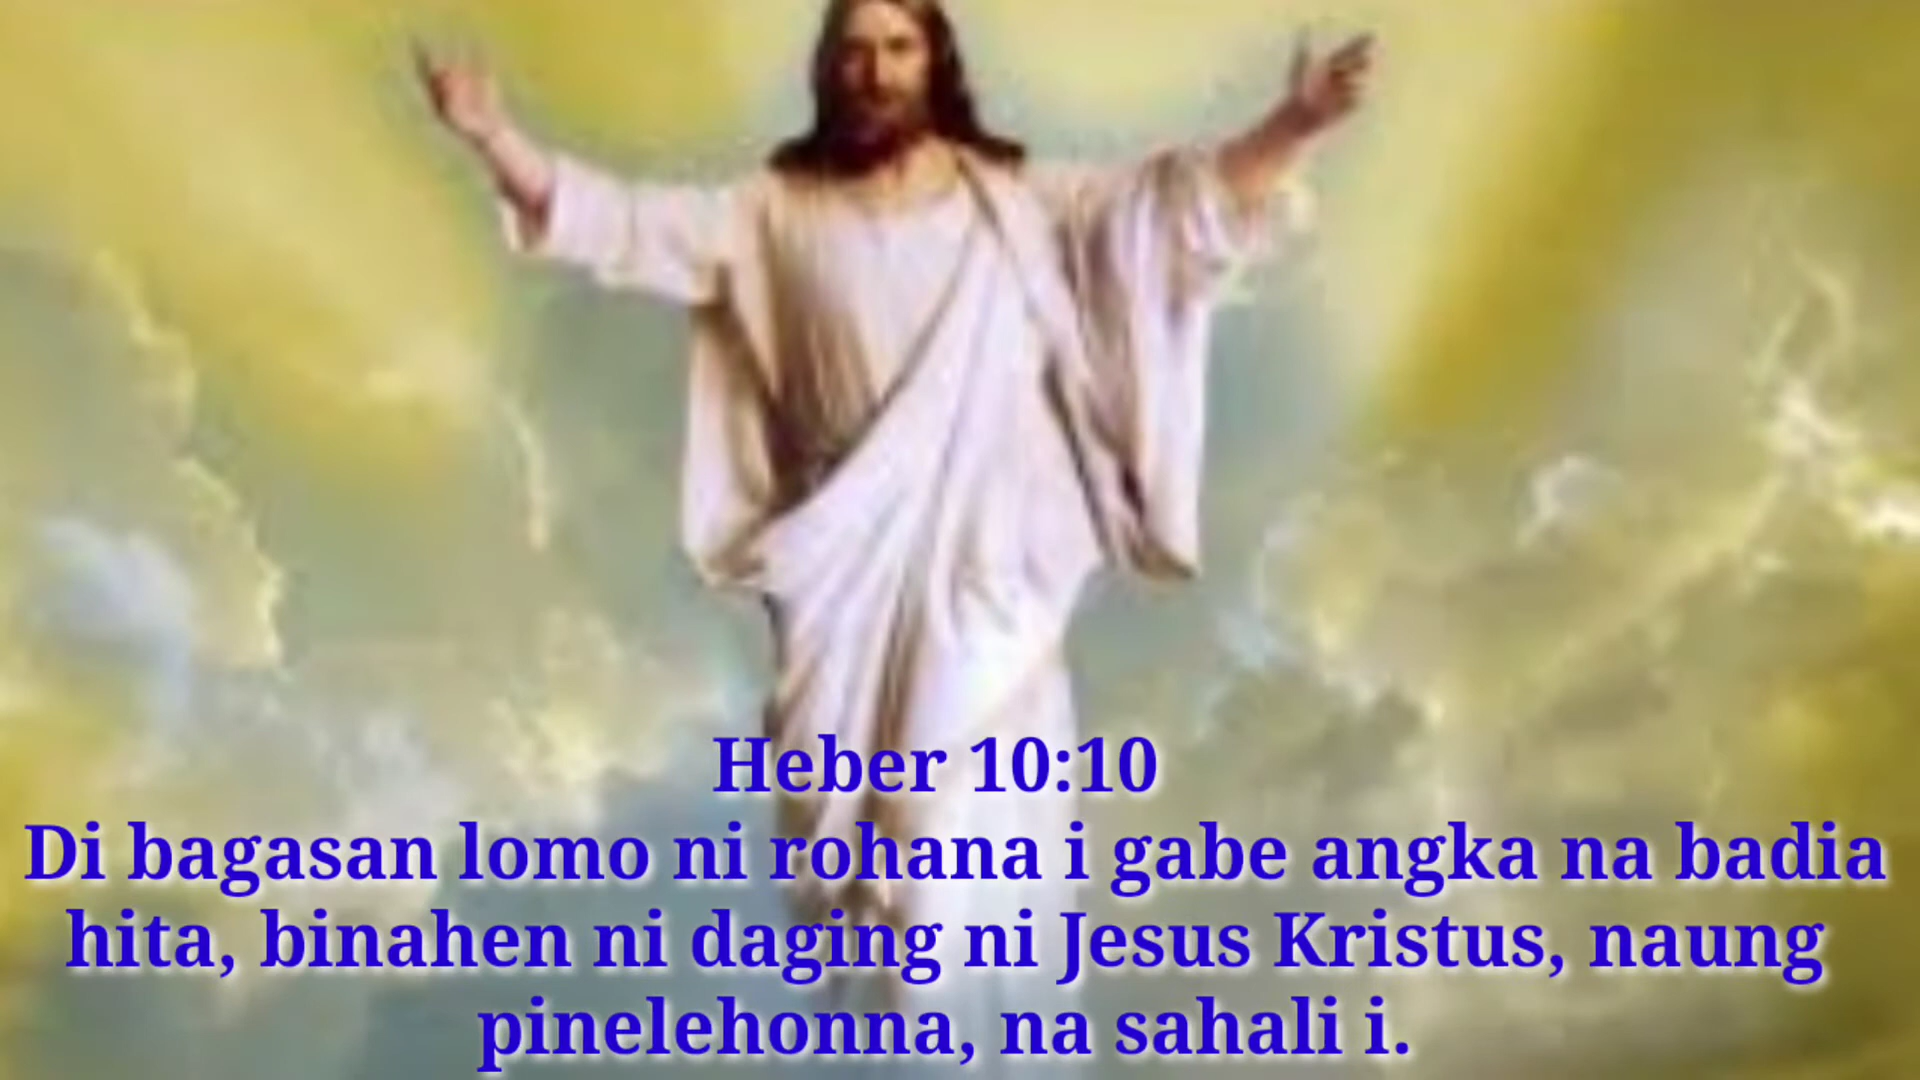 Heber 10:10
Di bagasan lomo ni rohana i gabe angka na badia
hita, binahen ni daging ni Jesus Kristus, naung
pinelehonna, na sahali i.